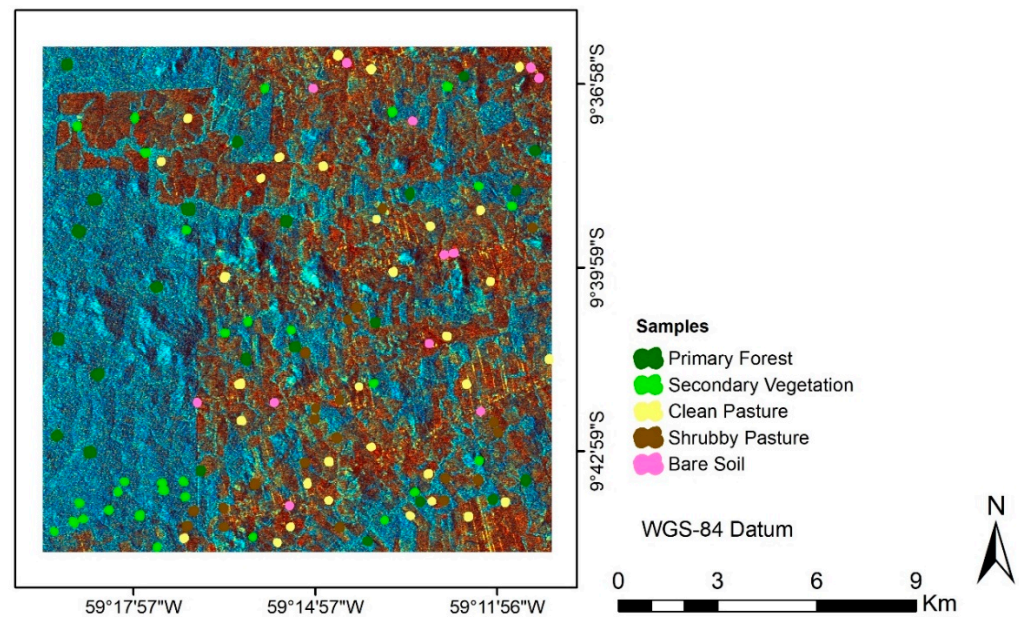 9°36'58"S
9°39'59"S
9°42'59"S
59°17'57"W
59°14'57"W
59°11'56"W
Samples
Primary Forest
Secondary Vegetation
Clean Pasture
Shrubby Pasture
Bare Soil
WGS-84 Datum
N
0 3 6 9
Km